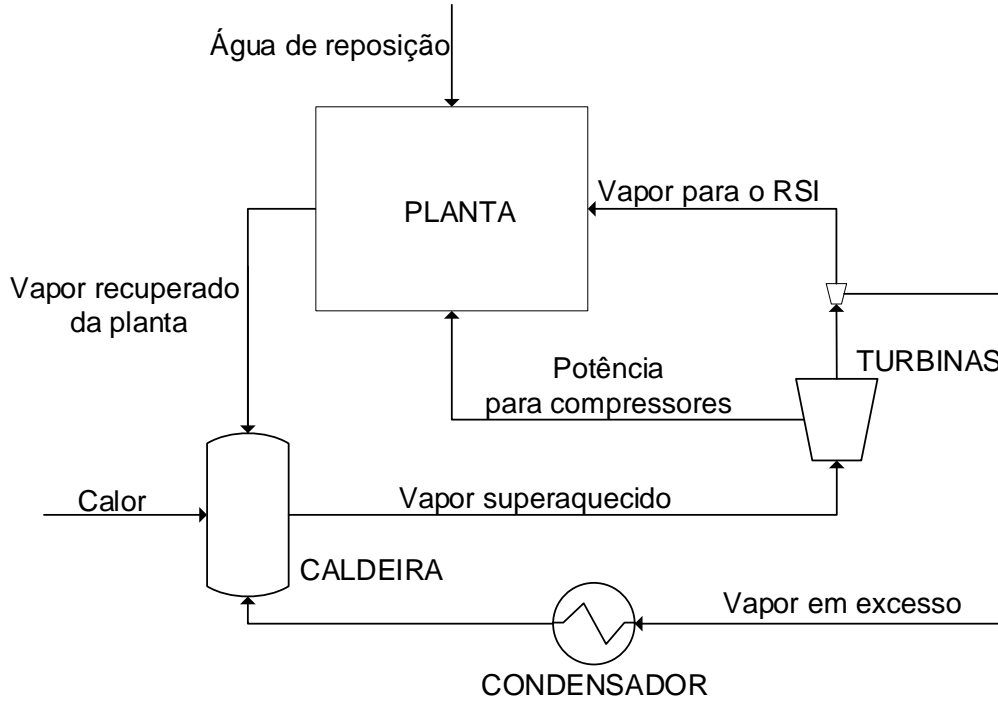 Água de reposição
PLANTA
Vapor para o RSI
Vapor recuperado
da planta
TURBINAS
Potência
para compressores
Calor
Vapor superaquecido
CALDEIRA
Vapor em excesso
CONDENSADOR